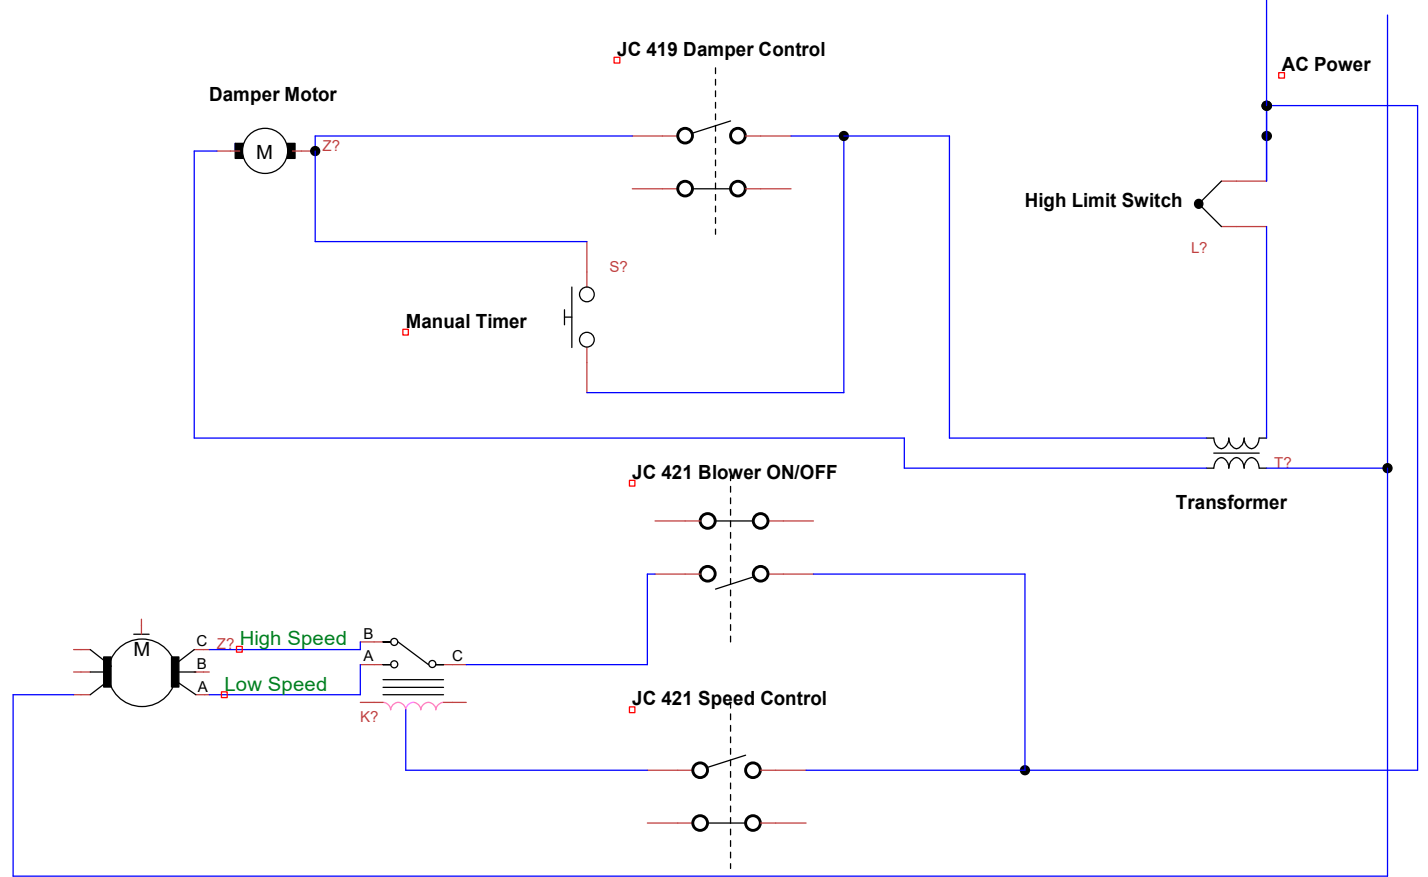 JC 419 Damper Control
AC Power
Damper Motor
Z?
M
High Limit Switch
L?
S?
Manual Timer
T?
JC 421 Blower ON/OFF
Transformer
M
C
Z?
High Speed
B
B
A
C
A
Low Speed
K?
JC 421 Speed Control